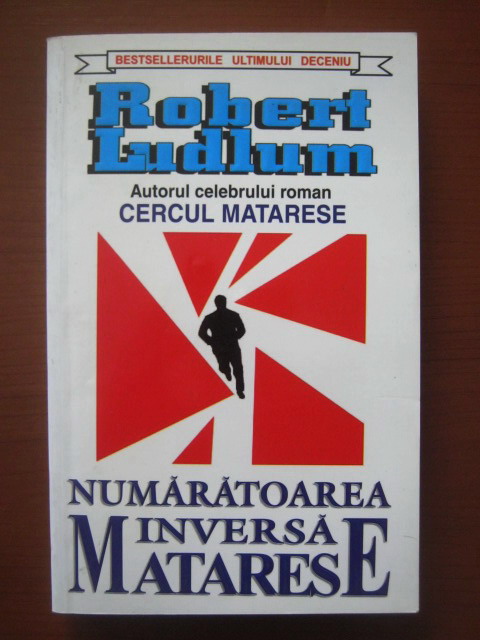 BESTSELLERURILE ULTIMULUI DECENIU
Robert
Ludlum
Autorul celebrului roman
CERCUL MATARESE
NUMĂRĂTOAREA
INVERSĂ
MATARESE